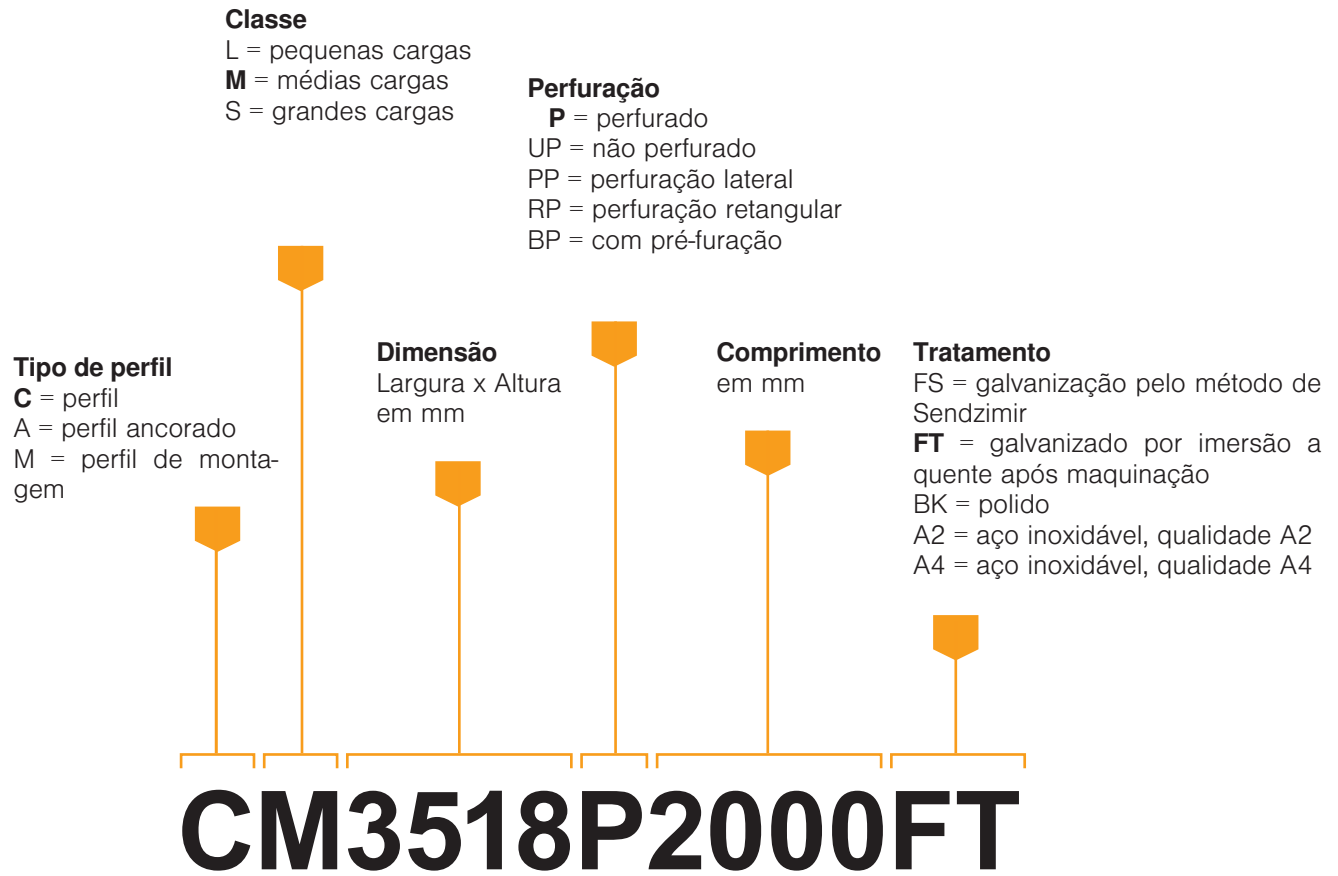 Classe
L = pequenas cargas
M = médias cargas
S = grandes cargas
Perfuração
P = perfurado
UP = não perfurado
PP = perfuração lateral
RP = perfuração retangular
BP = com pré-furação
Tipo de perfil
C = perfil
A = perfil ancorado
M = perfil de monta-
gem
Dimensão
Largura x Altura
em mm
Comprimento
em mm
Tratamento
FS = galvanização pelo método de
Sendzimir
FT = galvanizado por imersão a
quente após maquinação
BK = polido
A2 = aço inoxidável, qualidade A2
A4 = aço inoxidável, qualidade A4
CM3518P2000FT